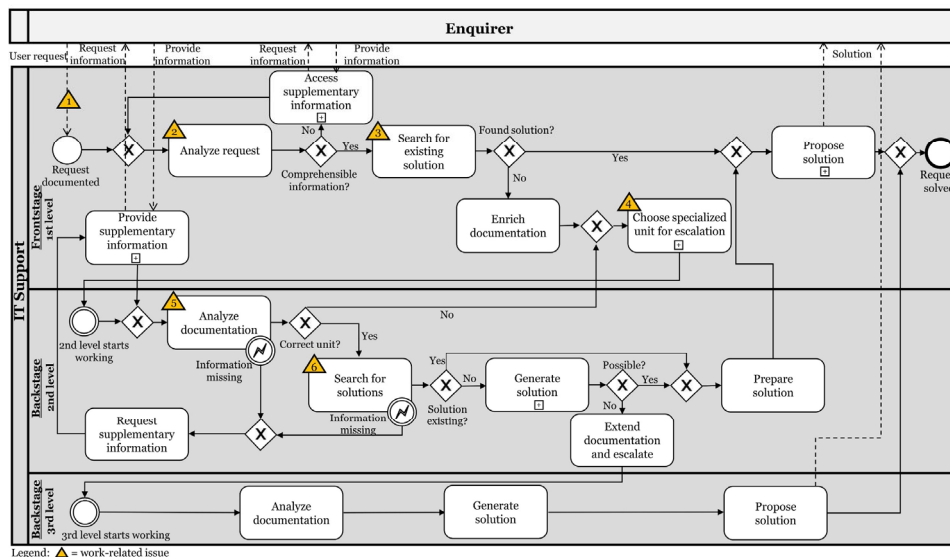 Enquirer
User request
Request
information
Provide
information
Request
information
Provide
information
Solution
IT Support
Frontstage
1st level
1
Request
documented
X
2
Analyze request
Access
supplementary
information
No
X
Yes
Comprehensible
information?
3
Search for
existing
solution
Found solution?
X
Yes
No
X
Propose
solution
X
Provide
supplementary
information
Enrich
documentation
X
4
Choose specialized
unit for escalation
Backstage
2nd level
2nd level starts
working
X
5
Analyze
documentation
Information
missing
X
Correct unit?
No
Yes
6
Search for
solutions
Information
missing
X
Yes
No
Solution
existing?
Generate
solution
Possible?
X
Yes
No
X
Prepare
solution
Request
supplementary
information
X
Extend
documentation
and escalate
Backstage
3rd level
3rd level starts working
Analyze
documentation
Generate
solution
Propose
solution
Legend: = work-related issue